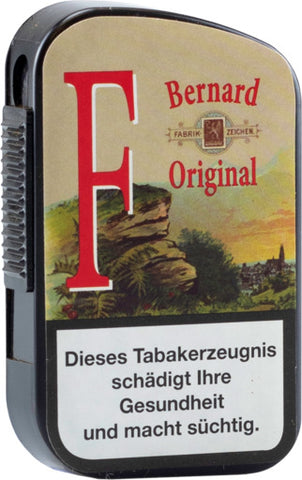 F
Bernard
FABRIK ZEICHEN
Original
Dieses Tabakerzeugnis
schädigt Ihre
Gesundheit
und macht süchtig.